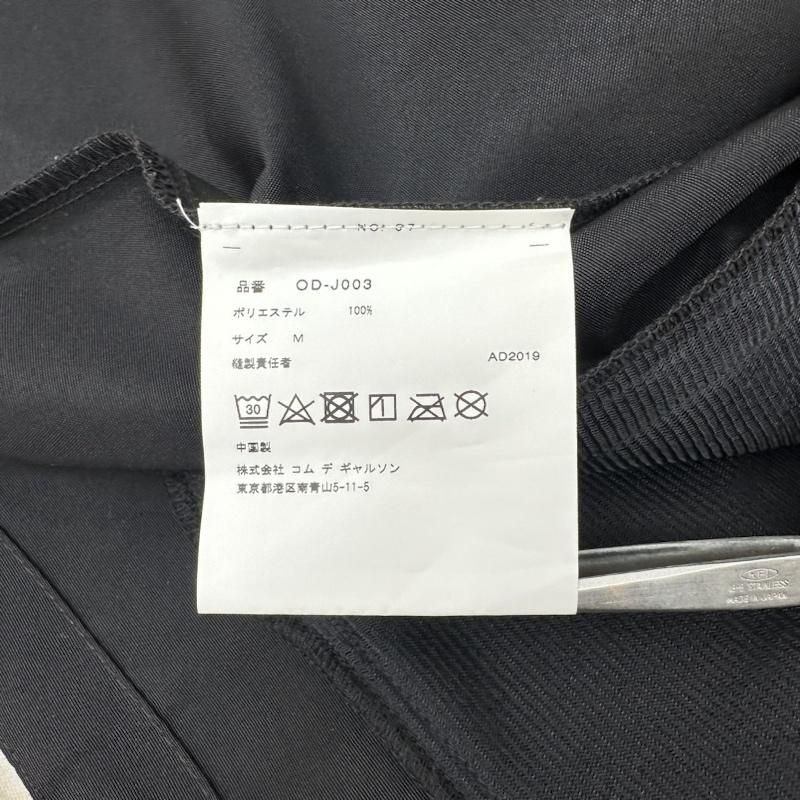 NO. 37
品番 OD-J003
ポリエステル 100%
サイズ M
縫製責任者 AD2019
30
中国製
株式会社 コム デ ギャルソン
東京都港区南青山5-11-5
STAINLESS
MADE IN JAPAN